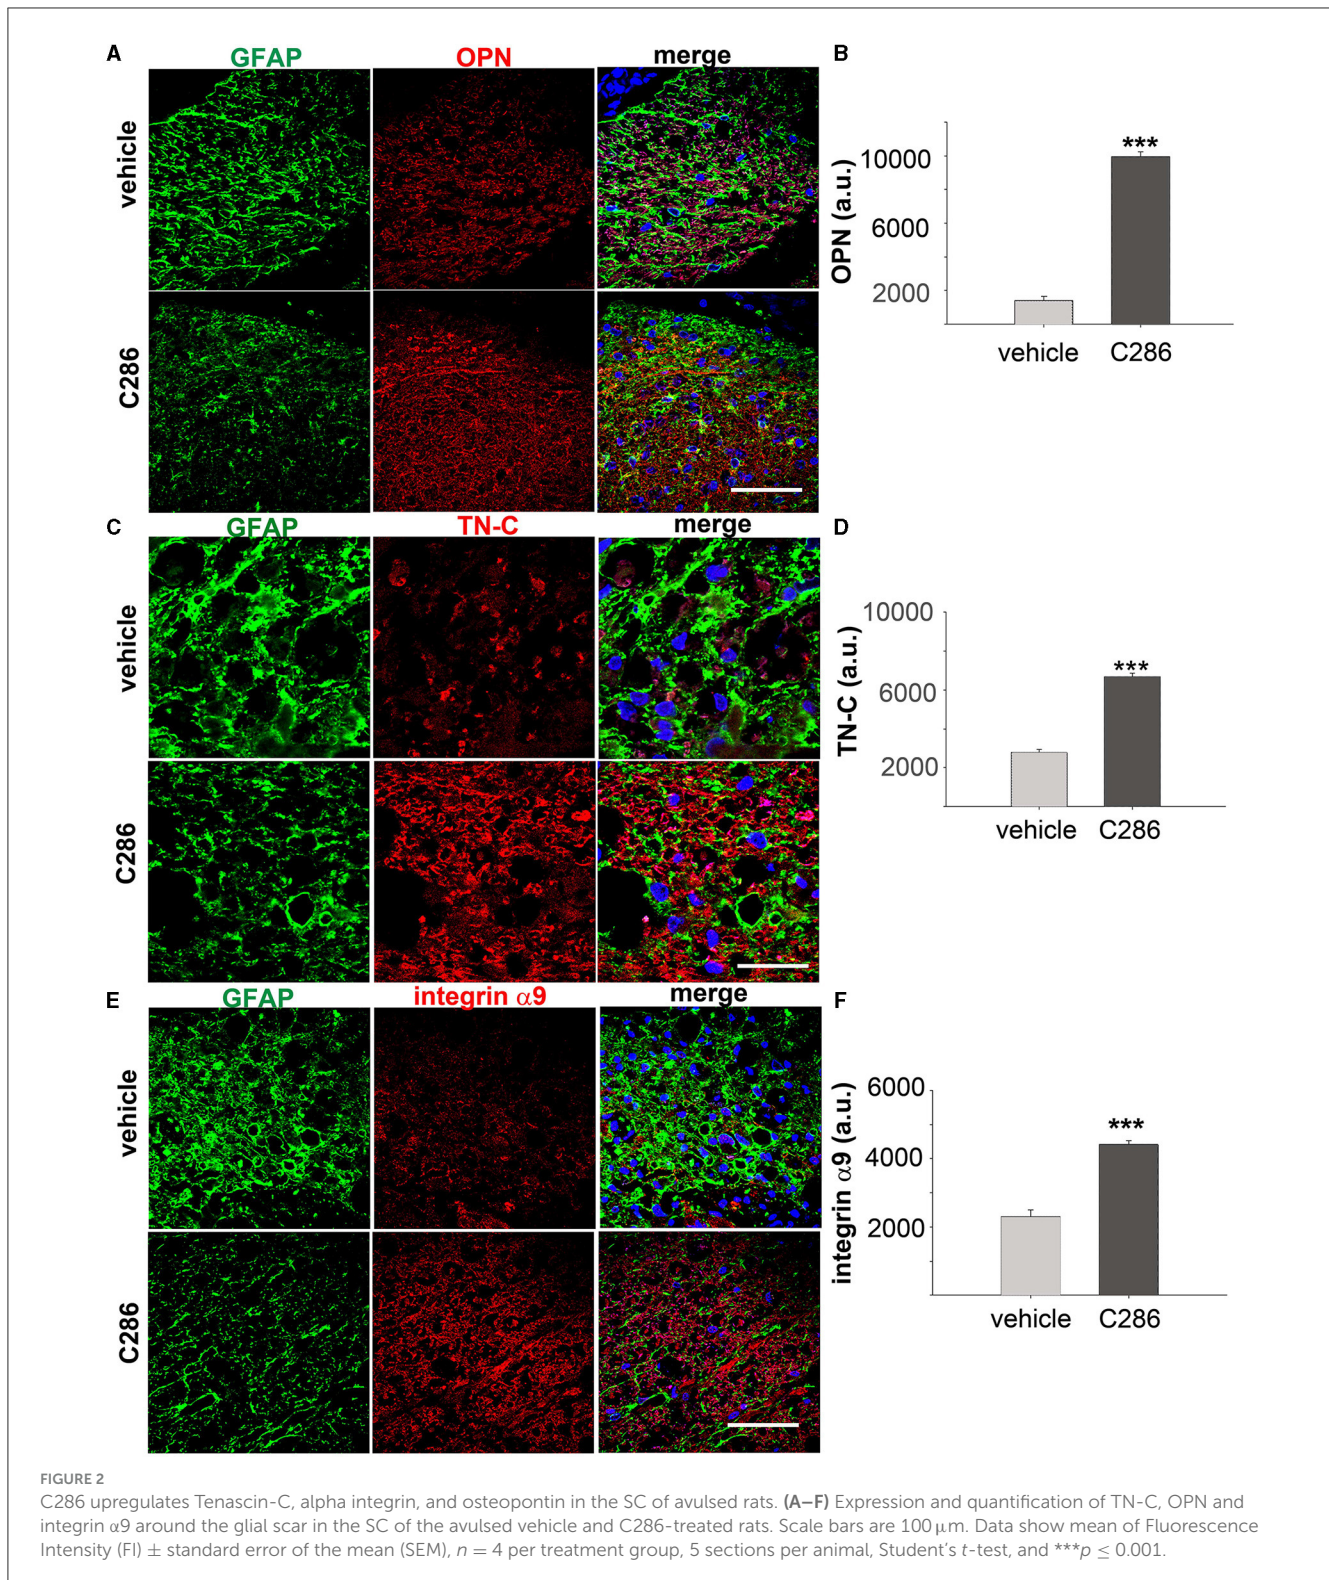 A
GFAP
OPN
merge
vehicle
C286
B
OPN (a.u.)
10000
6000
2000
***
vehicle
C286
C
GFAP
TN-C
merge
vehicle
C286
D
TN-C (a.u.)
10000
6000
2000
***
vehicle
C286
E
GFAP
integrin α9
merge
vehicle
C286
F
integrin α9 (a.u.)
6000
4000
2000
***
vehicle
C286
FIGURE 2
C286 upregulates Tenascin-C, alpha integrin, and osteopontin in the SC of avulsed rats. (A–F) Expression and quantification of TN-C, OPN and
integrin α9 around the glial scar in the SC of the avulsed vehicle and C286-treated rats. Scale bars are 100 μm. Data show mean of Fluorescence
Intensity (FI) ± standard error of the mean (SEM), n = 4 per treatment group, 5 sections per animal, Student's t-test, and ***p ≤ 0.001.